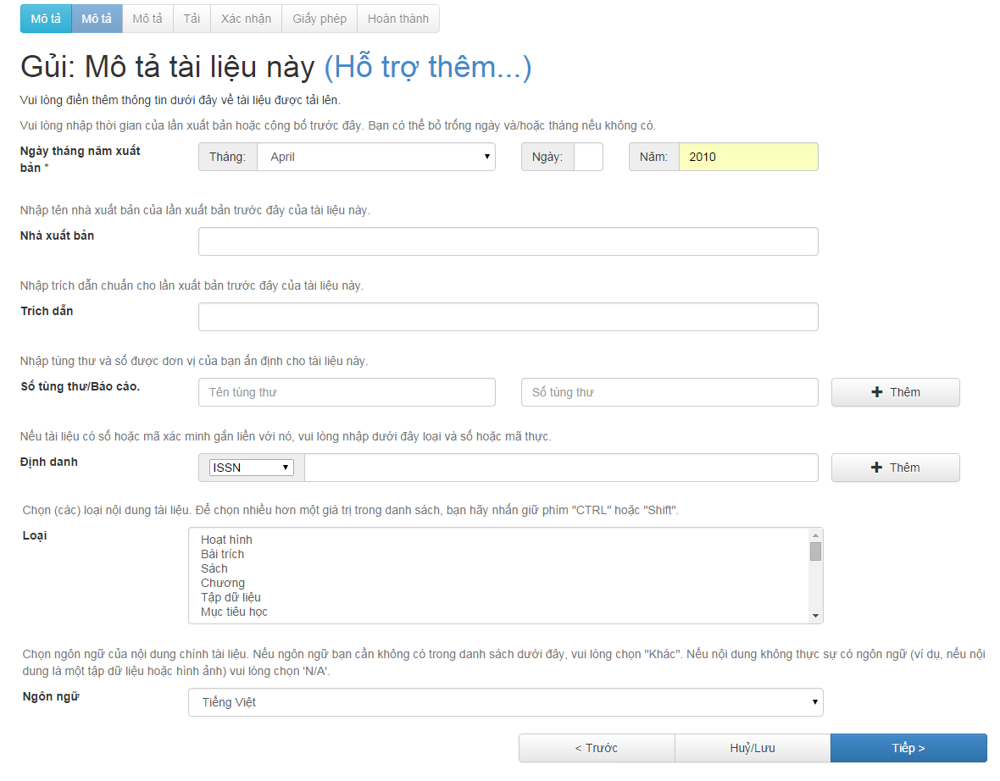 Mô tả Mô tả Mô tả Tải Xác nhận Giấy phép Hoàn thành
Gửi: Mô tả tài liệu này (Hỗ trợ thêm...)
Vui lòng điền thêm thông tin dưới đây về tài liệu được tải lên.
Vui lòng nhập thời gian của lần xuất bản hoặc công bố trước đây. Bạn có thể bỏ trống ngày và/hoặc tháng nếu không có.
Ngày tháng năm xuất
bản *
Tháng: April Ngày: Năm: 2010
Nhập tên nhà xuất bản của lần xuất bản trước đây của tài liệu này.
Nhà xuất bản
Nhập trích dẫn chuẩn cho lần xuất bản trước đây của tài liệu này.
Trích dẫn
Nhập tùng thư và số được dơn vị của bạn ấn định cho tài liệu này.
Số tùng thư/Báo cáo. Tên tùng thư Số tùng thư Thêm
Nếu tài liệu có số hoặc mã xác minh gắn liền với nó, vui lòng nhập dưới đây loại và số hoặc mã thực.
Định danh ISSN Thêm
Chọn (các) loại nội dung tài liệu. Để chọn nhiều hơn một giá trị trong danh sách, bạn hãy nhấn giữ phím "CTRL" hoặc "Shift".
Loại
Hoạt hình
Bài trích
Sách
Chương
Tập dữ liệu
Mục tiêu học
Chọn ngôn ngữ của nội dung chính tài liệu. Nếu ngôn ngữ bạn cần không có trong danh sách dưới đây, vui lòng chọn "Khác". Nếu nội dung không thực sự có ngôn ngữ (ví dụ, nếu nội
dung là một tập dữ liệu hoặc hình ảnh) vui lòng chọn 'N/A'.
Ngôn ngữ Tiếng Việt
< Trước Huỷ/Lưu Tiếp >